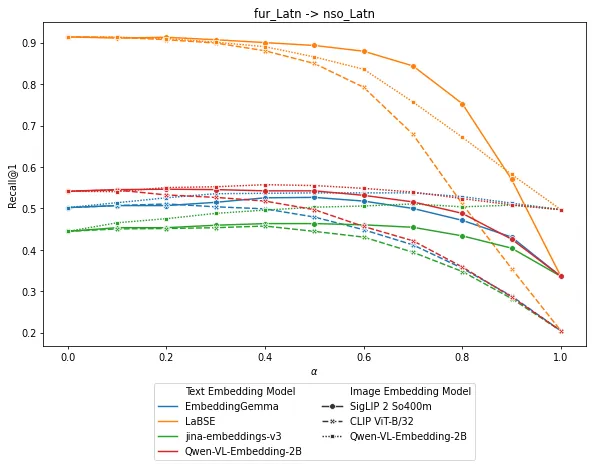 fur_Latn -> nso_Latn
Recall@1
0.9
0.8
0.7
0.6
0.5
0.4
0.3
0.2
0.0
0.2
0.4
0.6
0.8
1.0
α
Text Embedding Model
EmbeddingGemma
LaBSE
jina-embeddings-v3
Qwen-VL-Embedding-2B
Image Embedding Model
SigLIP 2 So400m
CLIP ViT-B/32
Qwen-VL-Embedding-2B